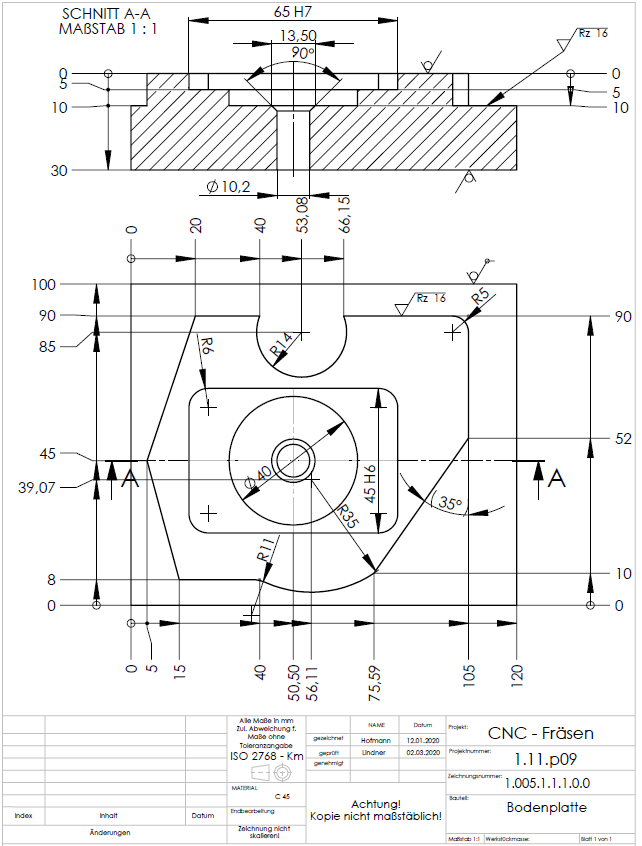 SCHNITT A-A
MAßSTAB 1 : 1
65 H7
13,50
90°
Rz 16
0
5
10
30
0
5
10
Ø 10,2
0
20
40
53,08
66,15
100
90
85
45
39,07
8
0
Rz 16
R5
R14
R6
Ø 40
45 H6
R35
R11
35°
A
A
90
52
10
0
0
5
15
40
50,50
56,11
75,59
105
120
Alle Maße in mm
Zul. Abweichung f.
Maße ohne
Toleranzangabe
ISO 2768 - Km
NAME
Datum
gezeichnet
Hofmann
12.01.2020
geprüft
Lindner
02.03.2020
genehmigt
Projekt:
CNC - Fräsen
Projektnummer:
1.11.p09
Zeichnungsnummer:
1.005.1.1.1.0.0
Bauteil:
Bodenplatte
MATERIAL
C 45
Endbearbeitung
Zeichnung nicht
skalieren!
Achtung!
Kopie nicht maßstäblich!
Index
Inhalt
Datum
Änderungen
Maßstab 1:1
Werkstückmasse:
Blatt 1 von 1